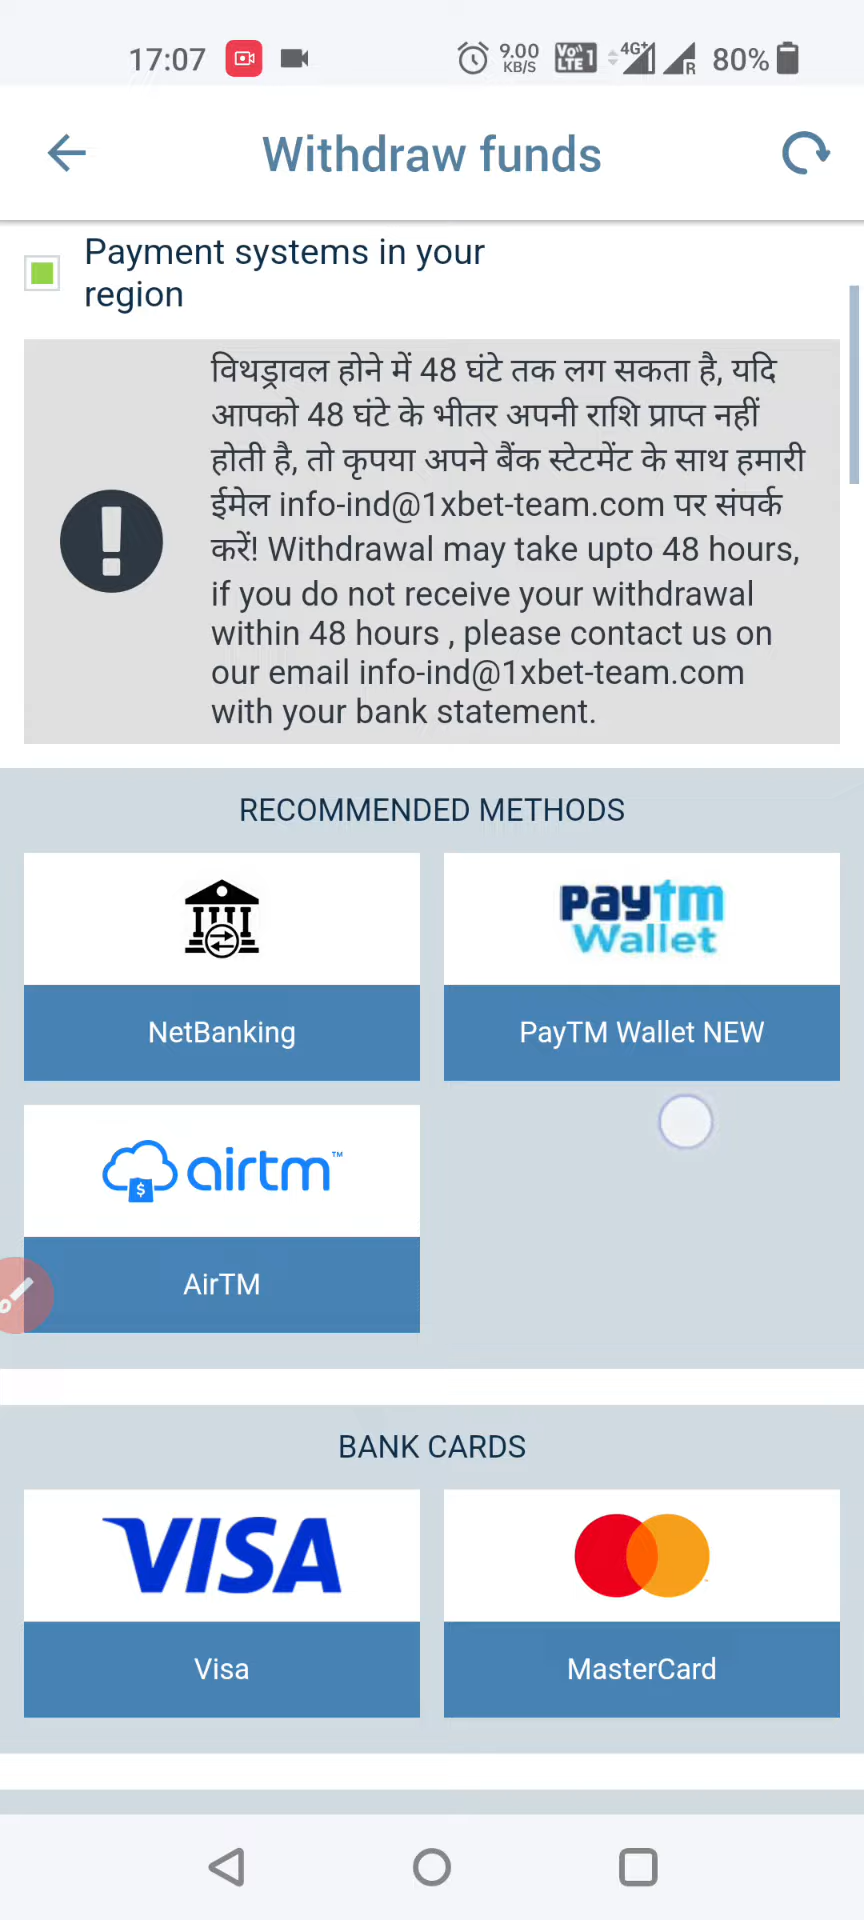 17:07
9.00
KB/S
Vo 1
LTE
4G+
R
80%
Withdraw funds
Payment systems in your
region
विथड्रावल होने में 48 घंटे तक लग सकता है, यदि
आपको 48 घंटे के भीतर अपनी राशि प्राप्त नहीं
होती है, तो कृपया अपने बैंक स्टेटमेंट के साथ हमारी
ईमेल info-ind@1xbet-team.com पर संपर्क
करें! Withdrawal may take upto 48 hours,
if you do not receive your withdrawal
within 48 hours , please contact us on
our email info-ind@1xbet-team.com
with your bank statement.
RECOMMENDED METHODS
paytm
Wallet
NetBanking
PayTM Wallet NEW
$ airtm™
AirTM
BANK CARDS
VISA
Visa
MasterCard